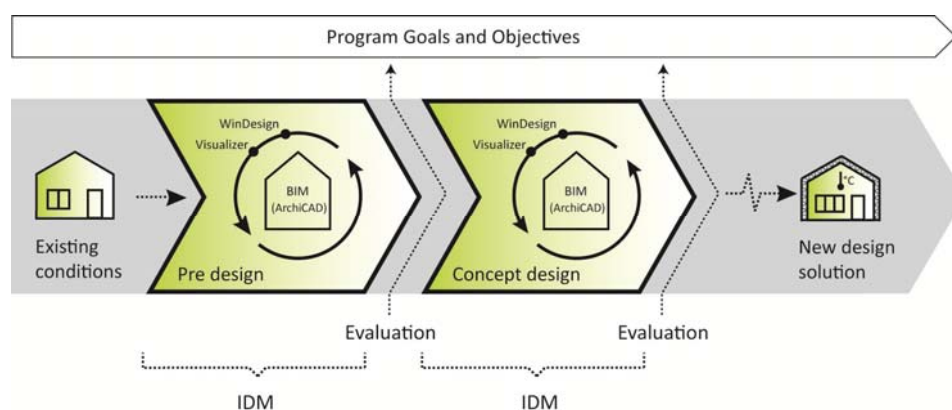 Program Goals and Objectives
WinDesign
Visualizer
BIM
(ArchiCAD)
WinDesign
Visualizer
BIM
(ArchiCAD)
°C
Existing
conditions
Pre design
Concept design
New design
solution
Evaluation
Evaluation
IDM
IDM